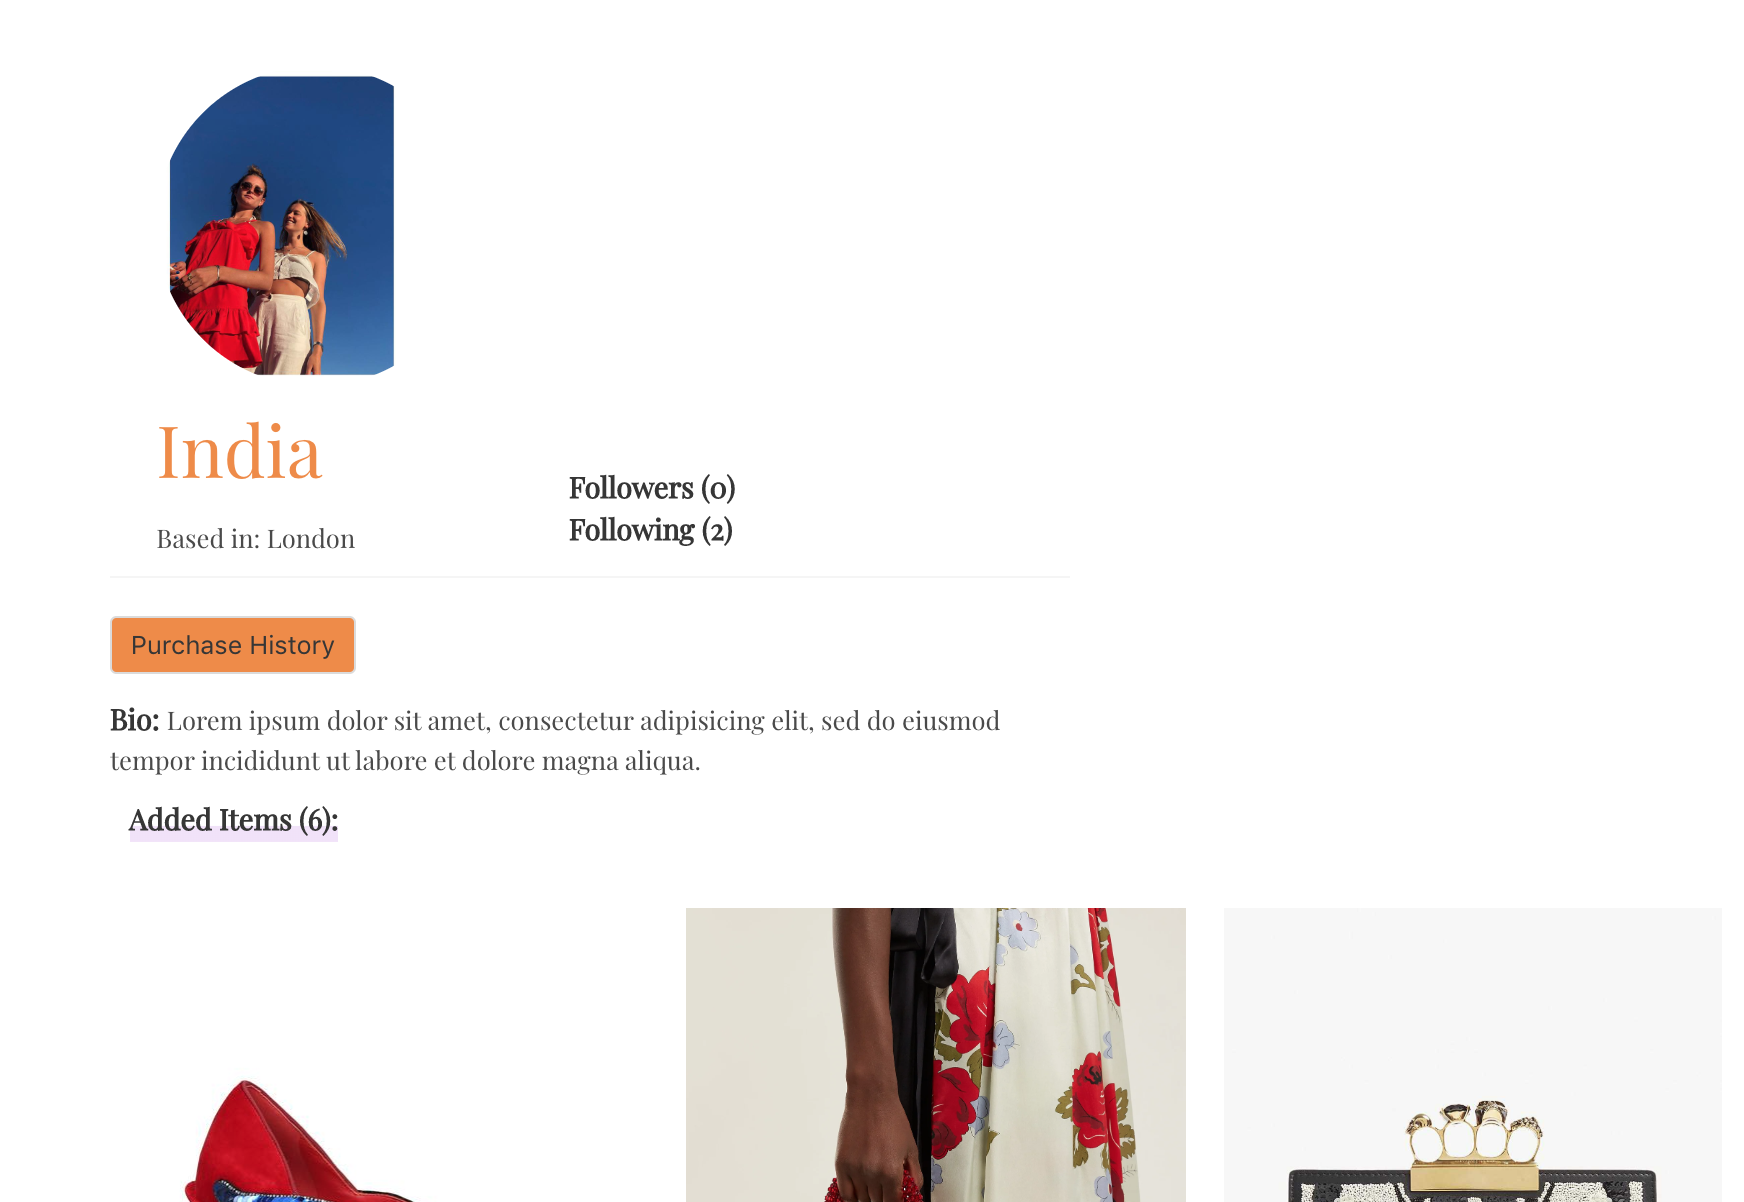 India
Followers (0)
Following (2)
Based in: London
Purchase History
Bio: Lorem ipsum dolor sit amet, consectetur adipisicing elit, sed do eiusmod
tempor incididunt ut labore et dolore magna aliqua.
Added Items (6):